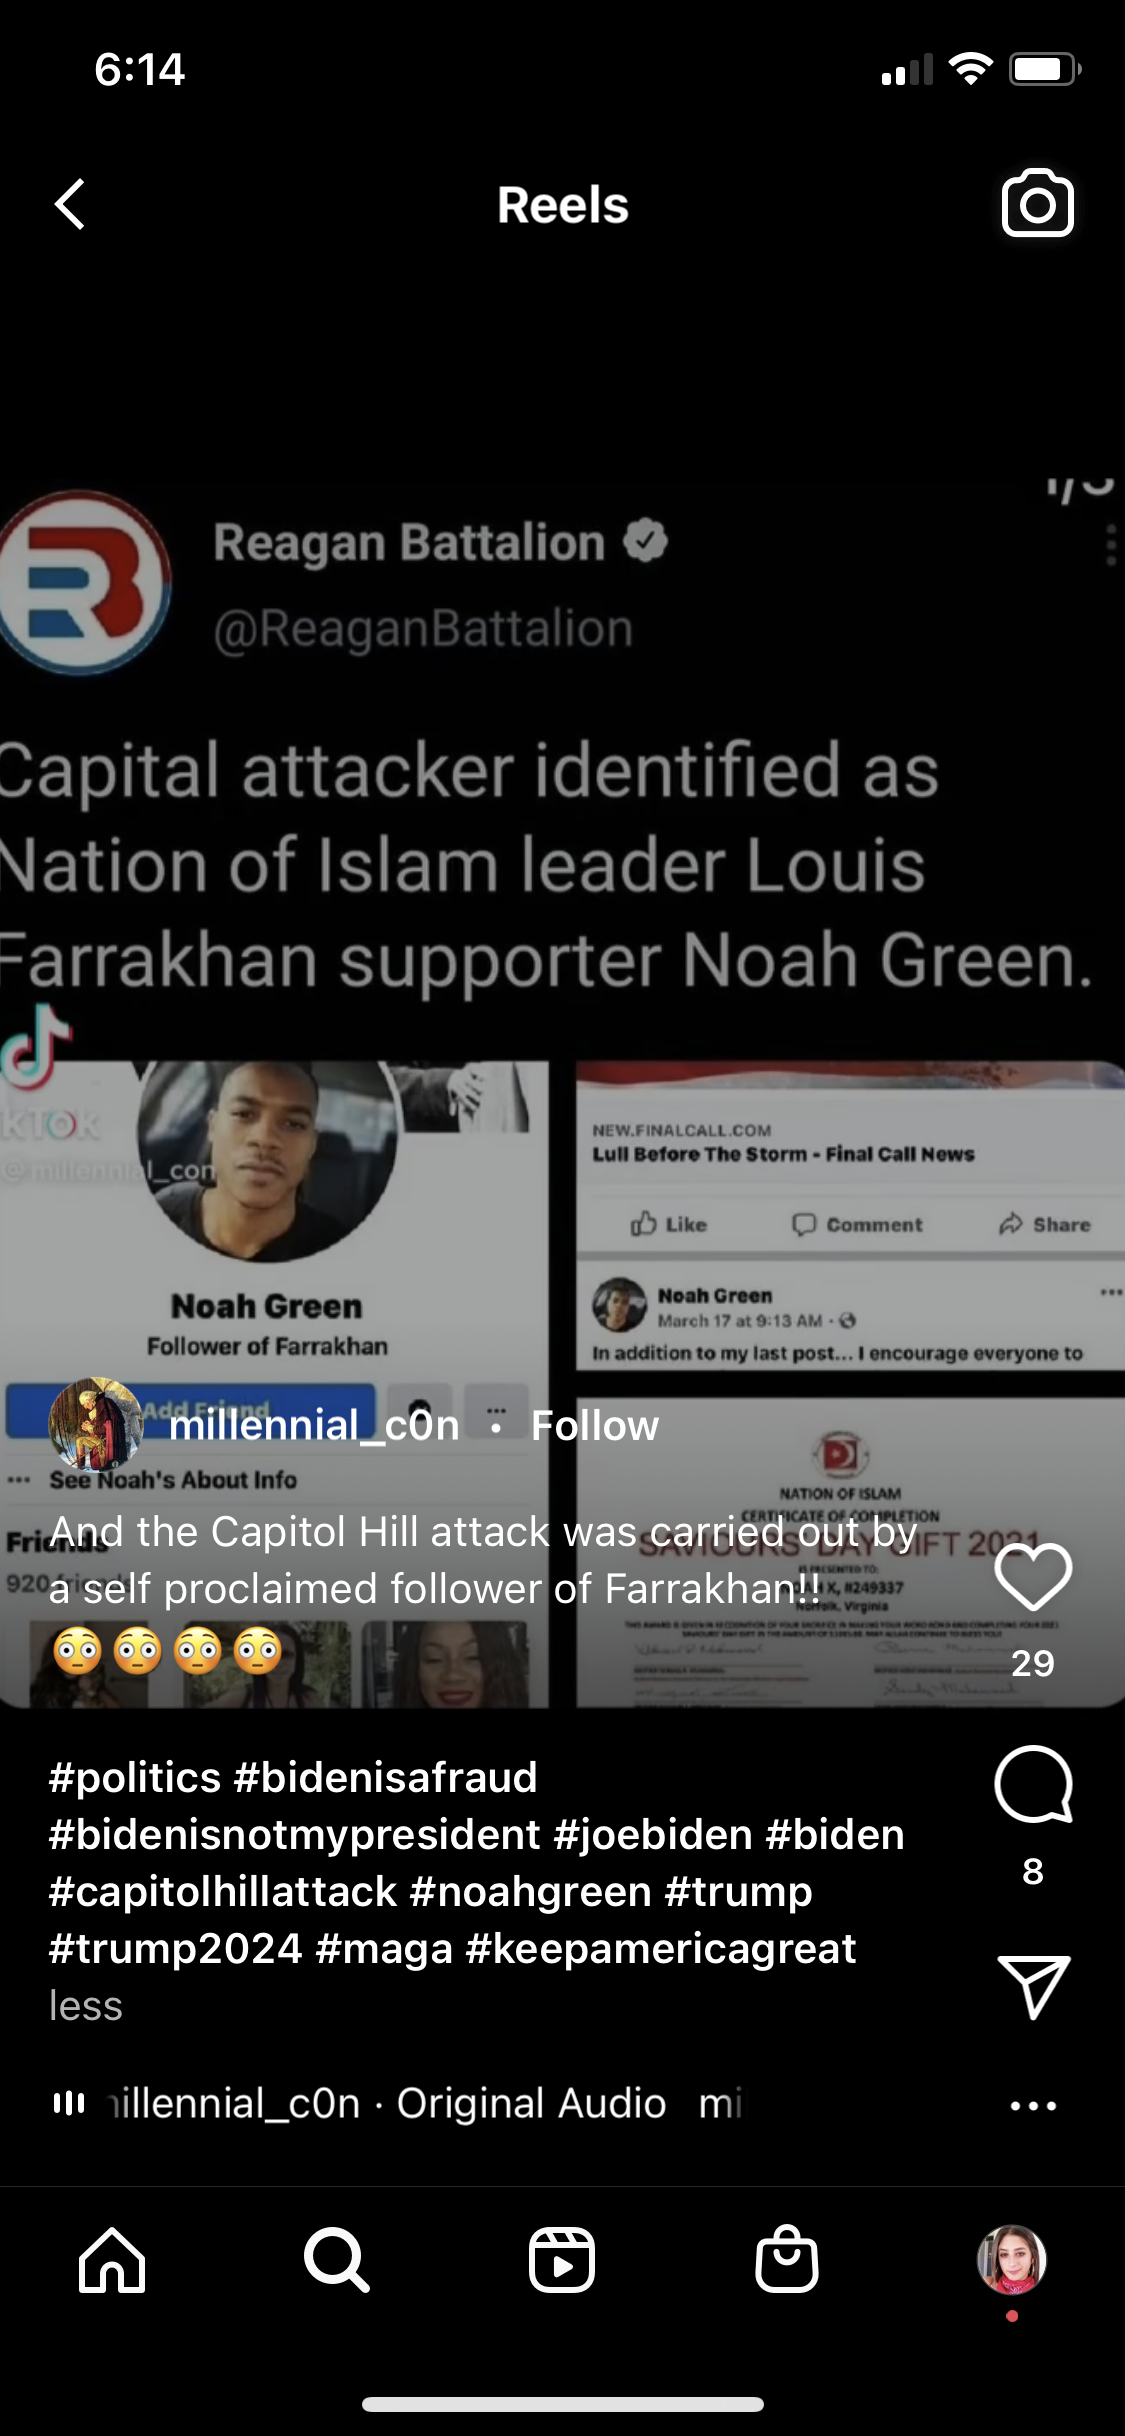 6:14
Reels
Reagan Battalion
@ReaganBattalion
Capital attacker identified as
Nation of Islam leader Louis
Farrakhan supporter Noah Green.
kTok
@millennial_con
Noah Green
Follower of Farrakhan
Add Friend
See Noah's About Info
Friends
920 friends
NEW.FINALCALL.COM
Lull Before The Storm - Final Call News
Like Comment Share
Noah Green
March 17 at 9:13 AM ·
In addition to my last post... I encourage everyone to
NATION OF ISLAM
CERTIFICATE OF COMPLETION
SAVIOURS' DAY GIFT 2021
IS PRESENTED TO:
X, #249337
Norfolk, Virginia
millennial_c0n · Follow
And the Capitol Hill attack was carried out by
a self proclaimed follower of Farrakhan!!
😳😳😳😳
29
#politics #bidenisafraud
#bidenisnotmypresident #joebiden #biden
#capitolhillattack #noahgreen #trump
#trump2024 #maga #keepamericagreat
less
8
illennial_c0n · Original Audio mi